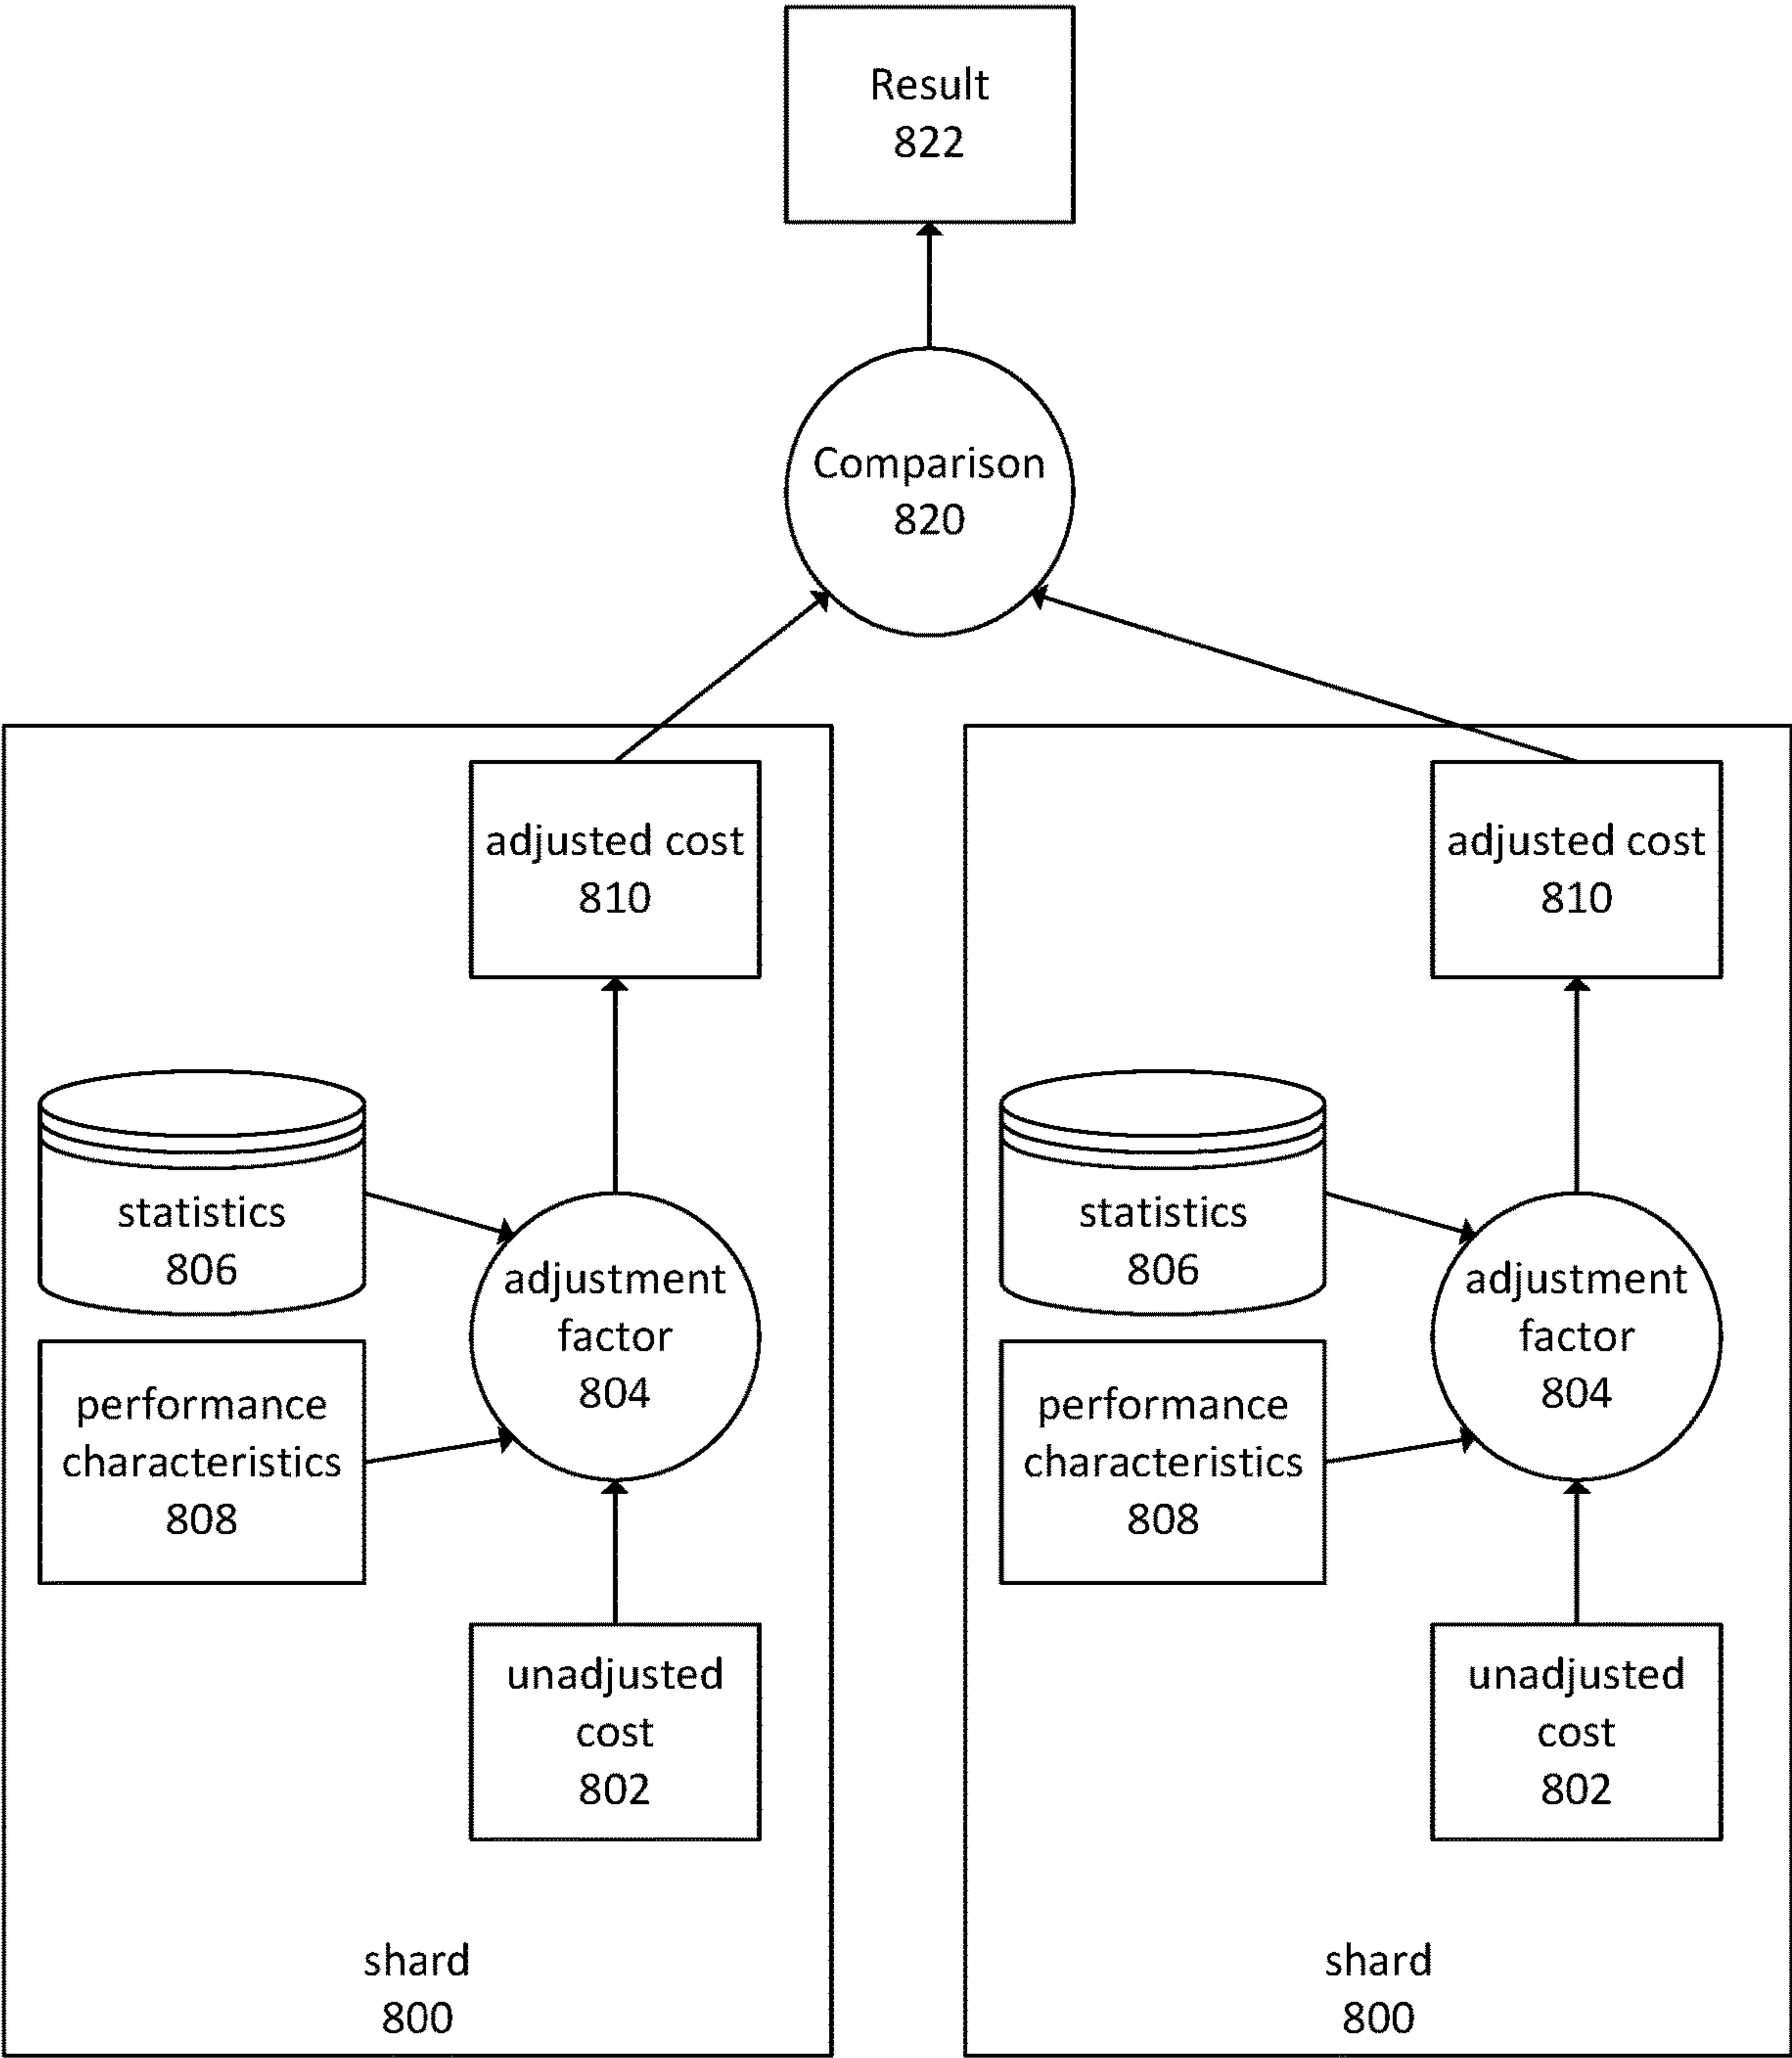 Result
822
Comparison
820
adjusted cost
810
statistics
806
adjustment
factor
804
performance
characteristics
808
unadjusted
cost
802
shard
800
adjusted cost
810
statistics
806
adjustment
factor
804
performance
characteristics
808
unadjusted
cost
802
shard
800